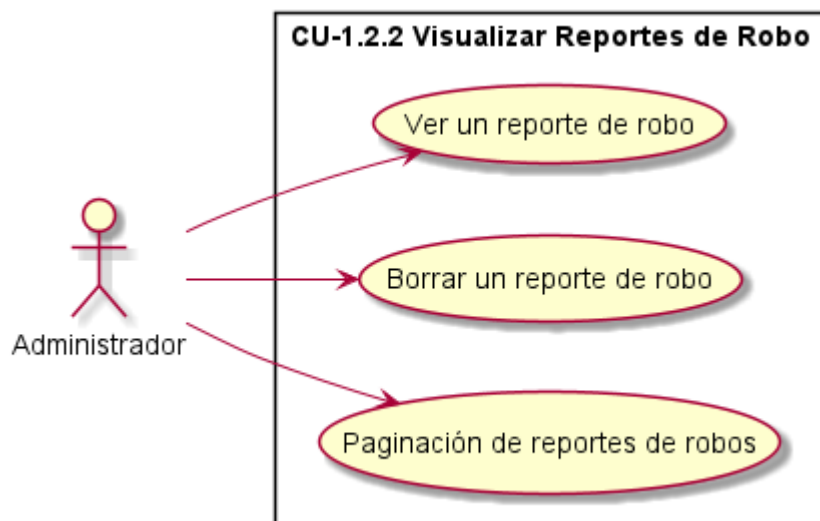 CU-1.2.2 Visualizar Reportes de Robo
Ver un reporte de robo
Borrar un reporte de robo
Administrador
Paginación de reportes de robos